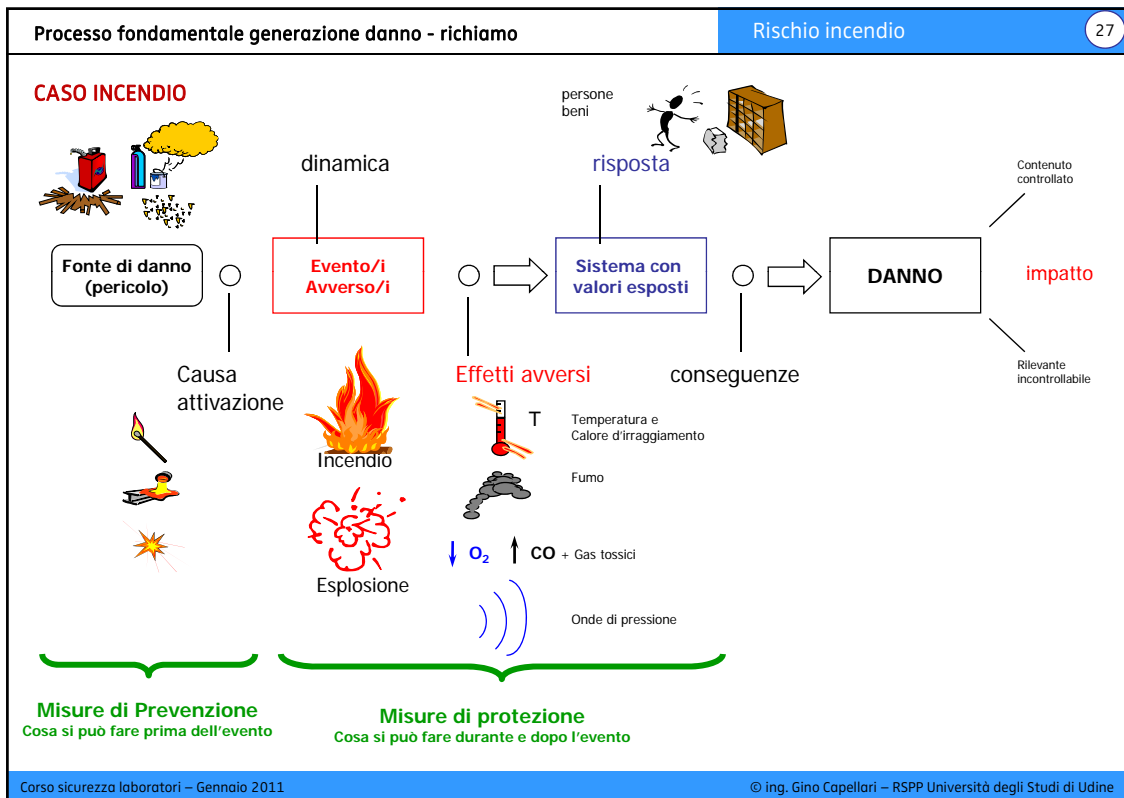 Processo fondamentale generazione danno - richiamo
Rischio incendio
27
CASO INCENDIO
persone
beni
dinamica
risposta
Contenuto
controllato
Fonte di danno
(pericolo)
Evento/i
Avverso/i
Sistema con
valori esposti
DANNO
impatto
Causa
attivazione
Effetti avversi
conseguenze
Rilevante
incontrollabile
Incendio
T
Temperatura e
Calore d'irraggiamento
Fumo
O₂
CO + Gas tossici
Esplosione
Onde di pressione
Misure di Prevenzione
Cosa si può fare prima dell'evento
Misure di protezione
Cosa si può fare durante e dopo l'evento
Corso sicurezza laboratori – Gennaio 2011
© ing. Gino Capellari – RSPP Università degli Studi di Udine